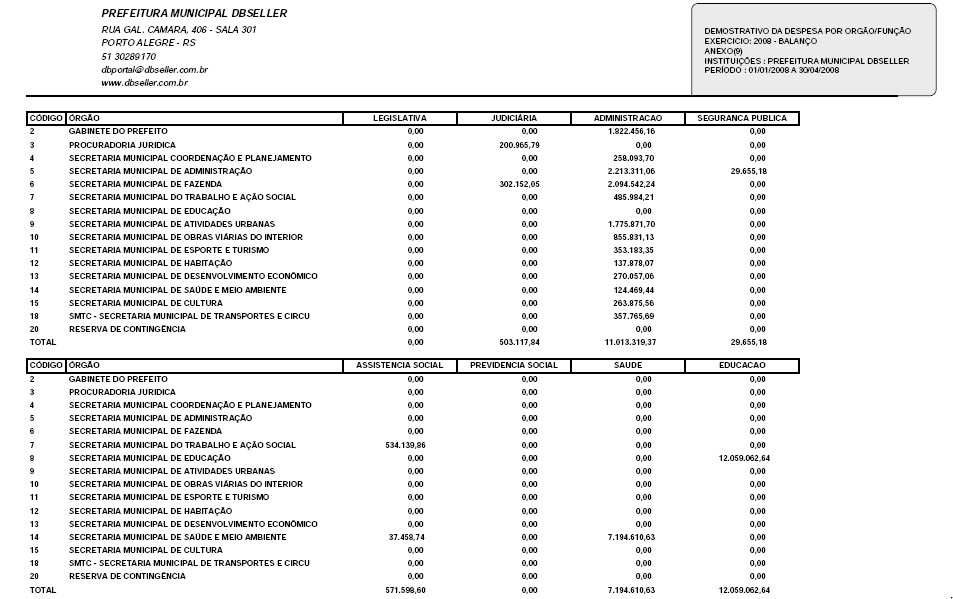 PREFEITURA MUNICIPAL DBSELLER
RUA GAL. CAMARA, 406 - SALA 301
PORTO ALEGRE - RS
51 30289170
dbportal@dbseller.com.br
www.dbseller.com.br
DEMOSTRATIVO DA DESPESA POR ORGÃO/FUNÇÃO
EXERCICIO: 2008 - BALANÇO
ANEXO(9)
INSTITUIÇÕES : PREFEITURA MUNICIPAL DBSELLER
PERÍODO : 01/01/2008 A 30/04/2008
CÓDIGO ÓRGÃO LEGISLATIVA JUDICIÁRIA ADMINISTRACAO SEGURANCA PUBLICA
2 GABINETE DO PREFEITO 0,00 0,00 1.822.456,16 0,00
3 PROCURADORIA JURIDICA 0,00 200.965,79 0,00 0,00
4 SECRETARIA MUNICIPAL COORDENAÇÃO E PLANEJAMENTO 0,00 0,00 258.093,70 0,00
5 SECRETARIA MUNICIPAL DE ADMINISTRAÇÃO 0,00 0,00 2.213.311,06 29.655,18
6 SECRETARIA MUNICIPAL DE FAZENDA 0,00 302.152,05 2.094.542,24 0,00
7 SECRETARIA MUNICIPAL DO TRABALHO E AÇÃO SOCIAL 0,00 0,00 485.984,21 0,00
8 SECRETARIA MUNICIPAL DE EDUCAÇÃO 0,00 0,00 0,00 0,00
9 SECRETARIA MUNICIPAL DE ATIVIDADES URBANAS 0,00 0,00 1.775.871,70 0,00
10 SECRETARIA MUNICIPAL DE OBRAS VIÁRIAS DO INTERIOR 0,00 0,00 855.831,13 0,00
11 SECRETARIA MUNICIPAL DE ESPORTE E TURISMO 0,00 0,00 353.183,35 0,00
12 SECRETARIA MUNICIPAL DE HABITAÇÃO 0,00 0,00 137.878,07 0,00
13 SECRETARIA MUNICIPAL DE DESENVOLVIMENTO ECONÔMICO 0,00 0,00 270.057,06 0,00
14 SECRETARIA MUNICIPAL DE SAÚDE E MEIO AMBIENTE 0,00 0,00 124.469,44 0,00
15 SECRETARIA MUNICIPAL DE CULTURA 0,00 0,00 263.875,56 0,00
18 SMTC - SECRETARIA MUNICIPAL DE TRANSPORTES E CIRCU 0,00 0,00 357.765,69 0,00
20 RESERVA DE CONTINGÊNCIA 0,00 0,00 0,00 0,00
TOTAL 0,00 503.117,84 11.013.319,37 29.655,18
CÓDIGO ÓRGÃO ASSISTENCIA SOCIAL PREVIDENCIA SOCIAL SAUDE EDUCACAO
2 GABINETE DO PREFEITO 0,00 0,00 0,00 0,00
3 PROCURADORIA JURIDICA 0,00 0,00 0,00 0,00
4 SECRETARIA MUNICIPAL COORDENAÇÃO E PLANEJAMENTO 0,00 0,00 0,00 0,00
5 SECRETARIA MUNICIPAL DE ADMINISTRAÇÃO 0,00 0,00 0,00 0,00
6 SECRETARIA MUNICIPAL DE FAZENDA 0,00 0,00 0,00 0,00
7 SECRETARIA MUNICIPAL DO TRABALHO E AÇÃO SOCIAL 534.139,86 0,00 0,00 0,00
8 SECRETARIA MUNICIPAL DE EDUCAÇÃO 0,00 0,00 0,00 12.059.062,64
9 SECRETARIA MUNICIPAL DE ATIVIDADES URBANAS 0,00 0,00 0,00 0,00
10 SECRETARIA MUNICIPAL DE OBRAS VIÁRIAS DO INTERIOR 0,00 0,00 0,00 0,00
11 SECRETARIA MUNICIPAL DE ESPORTE E TURISMO 0,00 0,00 0,00 0,00
12 SECRETARIA MUNICIPAL DE HABITAÇÃO 0,00 0,00 0,00 0,00
13 SECRETARIA MUNICIPAL DE DESENVOLVIMENTO ECONÔMICO 0,00 0,00 0,00 0,00
14 SECRETARIA MUNICIPAL DE SAÚDE E MEIO AMBIENTE 37.458,74 0,00 7.194.610,63 0,00
15 SECRETARIA MUNICIPAL DE CULTURA 0,00 0,00 0,00 0,00
18 SMTC - SECRETARIA MUNICIPAL DE TRANSPORTES E CIRCU 0,00 0,00 0,00 0,00
20 RESERVA DE CONTINGÊNCIA 0,00 0,00 0,00 0,00
TOTAL 571.598,60 0,00 7.194.610,63 12.059.062,64